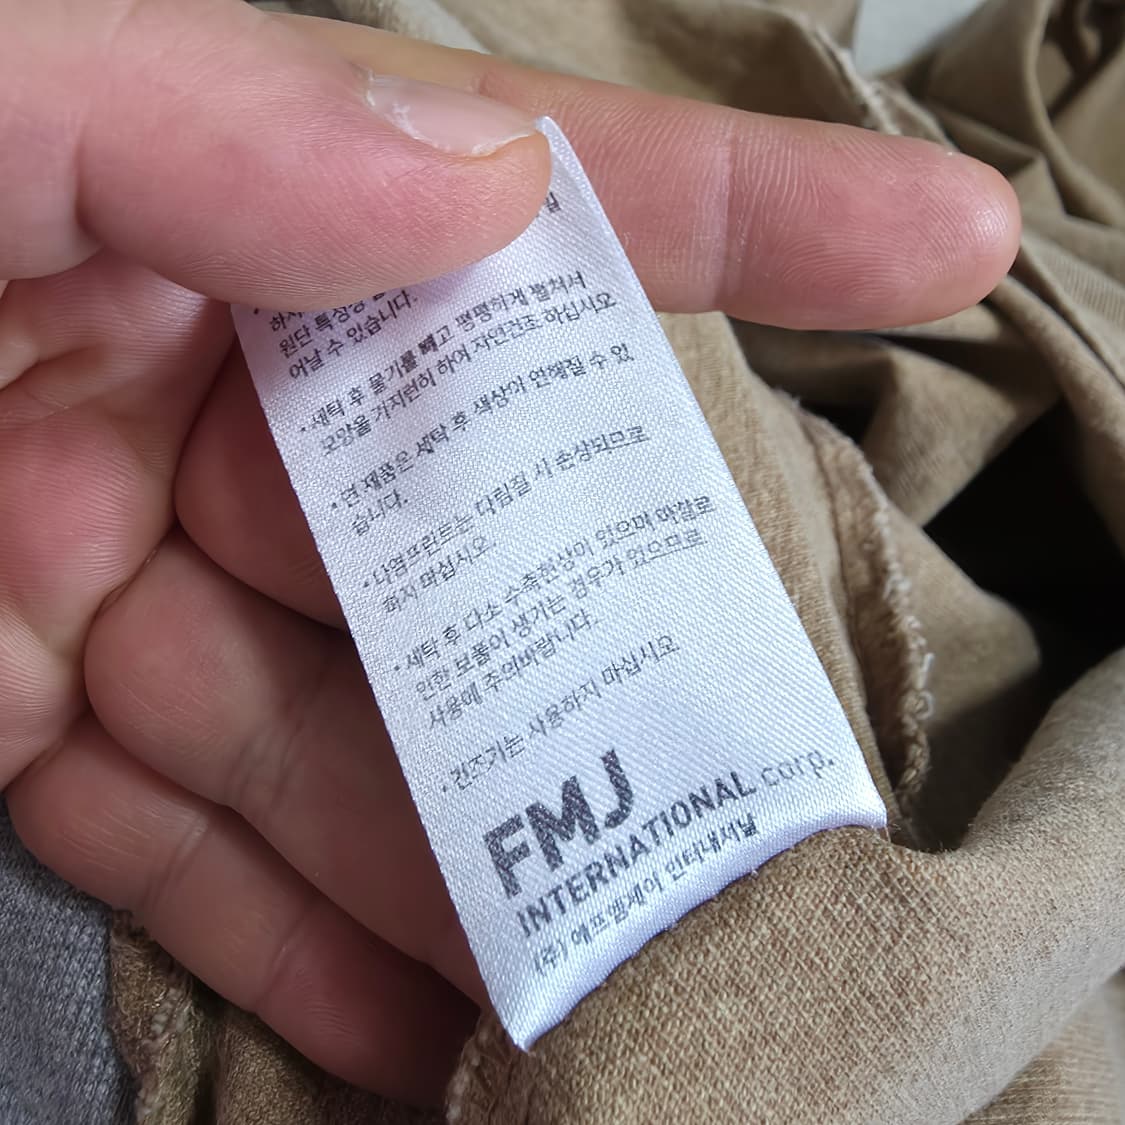 하지
원단 특성상
어날 수 있습니다.
• 세탁 후 물기를 빼고 평평하게 펼쳐서
모양을 가지런히 하여 자연건조 하십시오
• 면 제품은 세탁 후 색상이 연해질 수 있
습니다.
• 나염프린트는 다림질 시 손상되므로
하지 마십시오.
• 세탁 후 다소 수축현상이 있으며 마찰로
인한 보풀이 생기는 경우가 있으므로
사용에 주의바랍니다.
• 건조기는 사용하지 마십시오
FMJ
INTERNATIONAL corp.
(주) 에프엠제이 인터내셔날